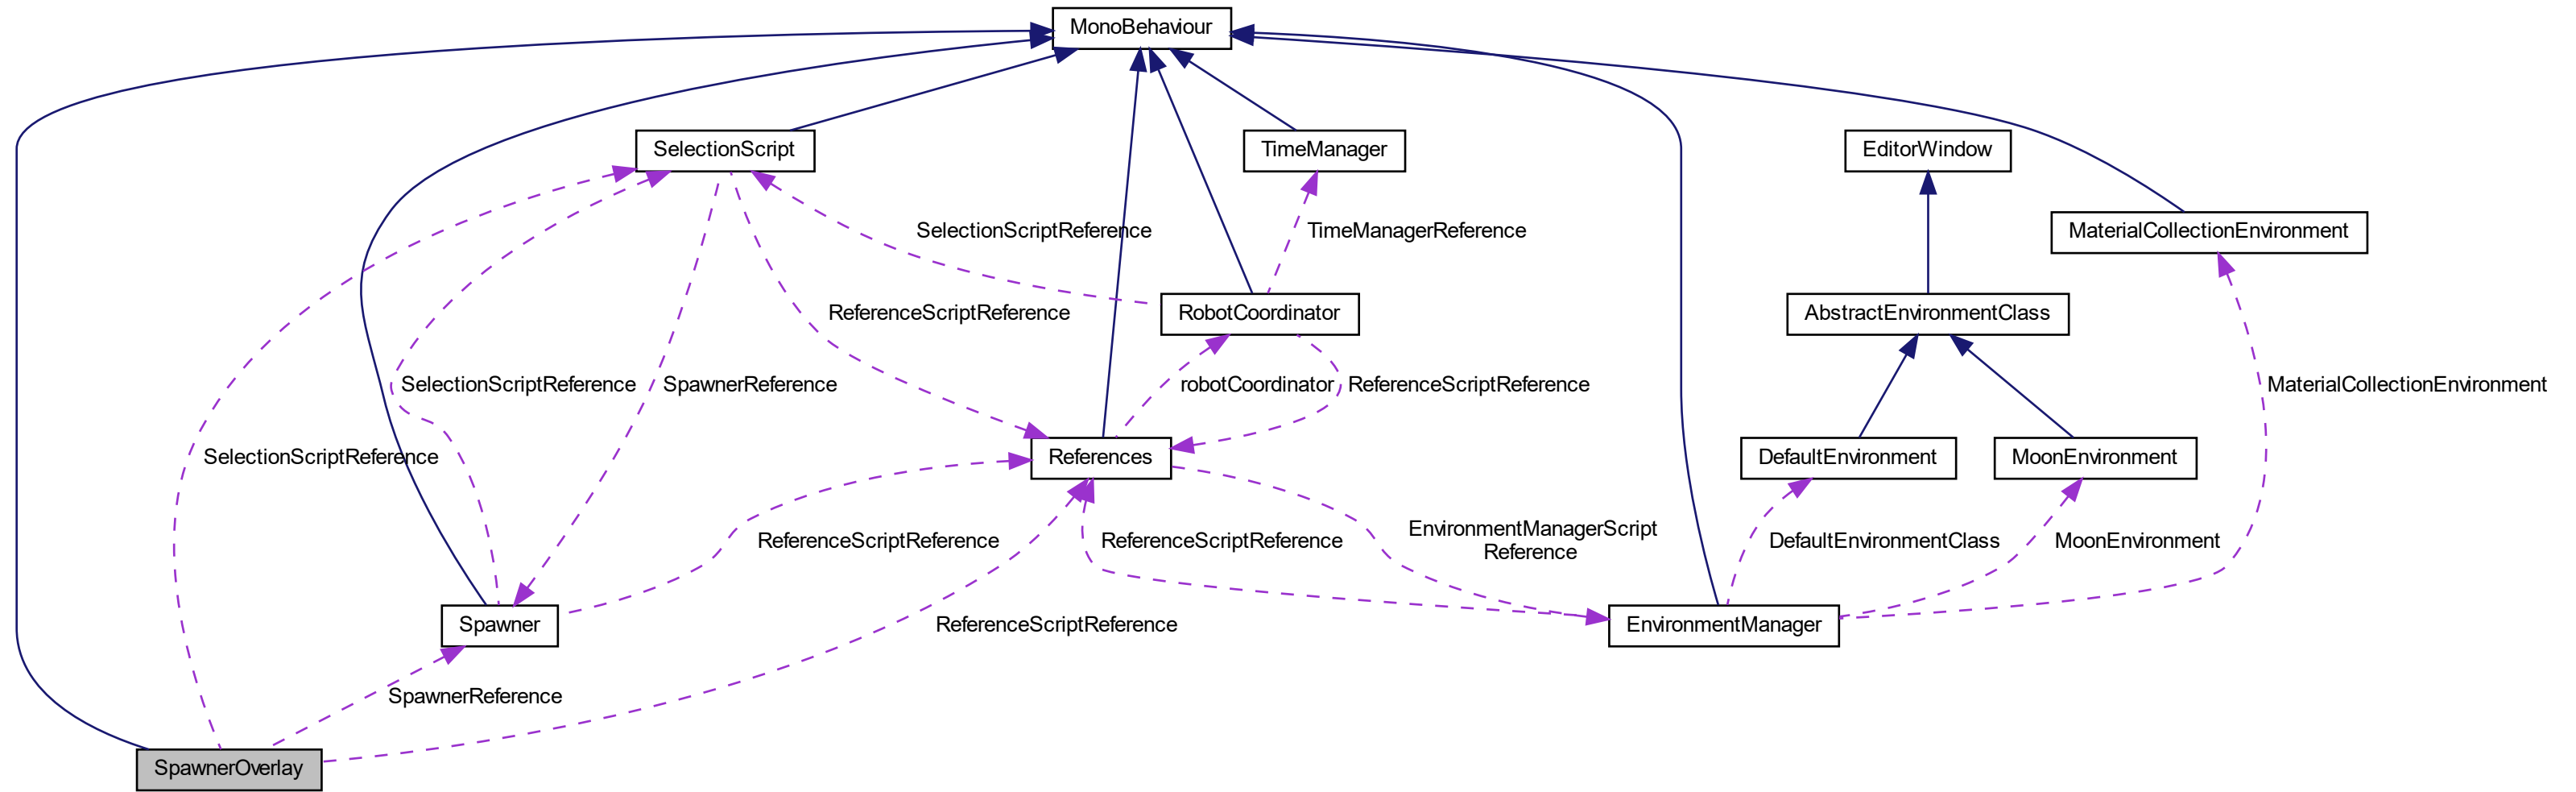 MonoBehaviour
SelectionScript
TimeManager
EditorWindow
SelectionScriptReference
TimeManagerReference
MaterialCollectionEnvironment
ReferenceScriptReference
RobotCoordinator
AbstractEnvironmentClass
SelectionScriptReference
SpawnerReference
robotCoordinator
ReferenceScriptReference
MaterialCollectionEnvironment
SelectionScriptReference
References
DefaultEnvironment
MoonEnvironment
ReferenceScriptReference
ReferenceScriptReference
EnvironmentManagerScript
Reference
DefaultEnvironmentClass
MoonEnvironment
Spawner
ReferenceScriptReference
EnvironmentManager
SpawnerReference
SpawnerOverlay